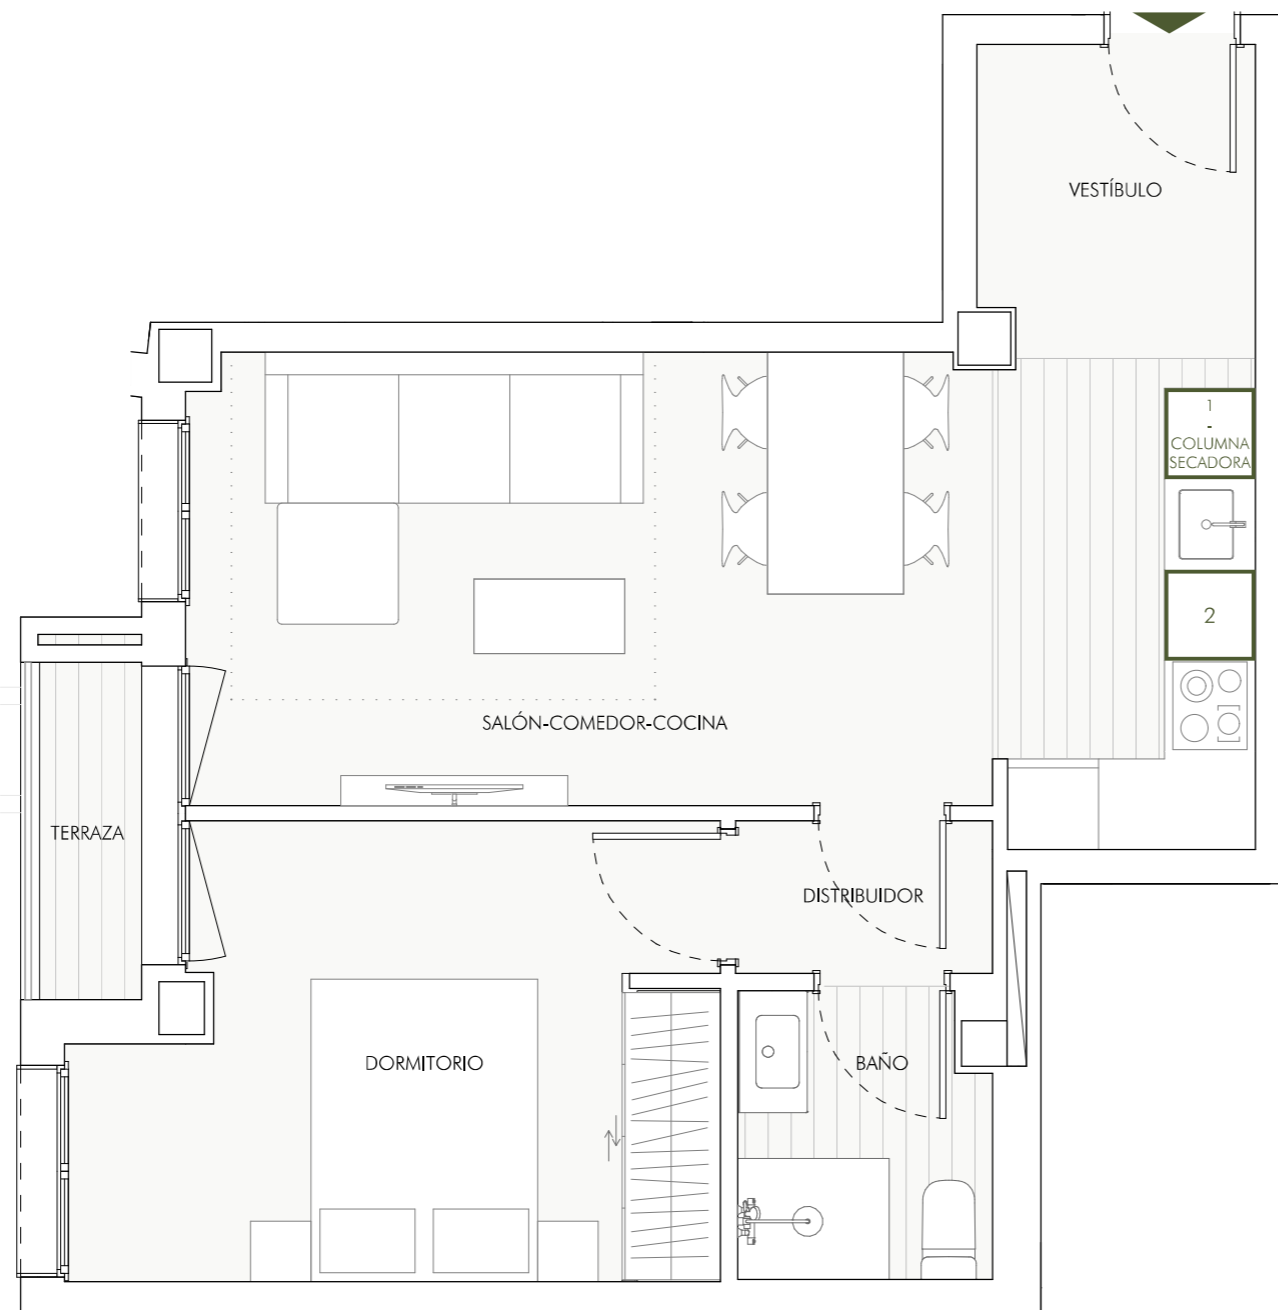 VESTÍBULO
1
-
COLUMNA
SECADORA
2
SALÓN-COMEDOR-COCINA
TERRAZA
DISTRIBUIDOR
DORMITORIO
BAÑO